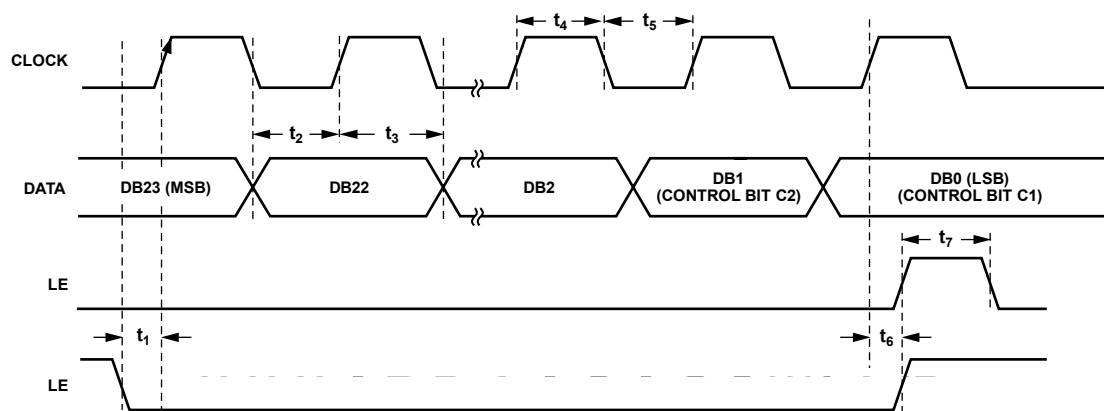 t4 t5
CLOCK
t2 t3
DATA DB23 (MSB) DB22 DB2 DB1 (CONTROL BIT C2) DB0 (LSB) (CONTROL BIT C1)
t7
LE
t1 t6
LE